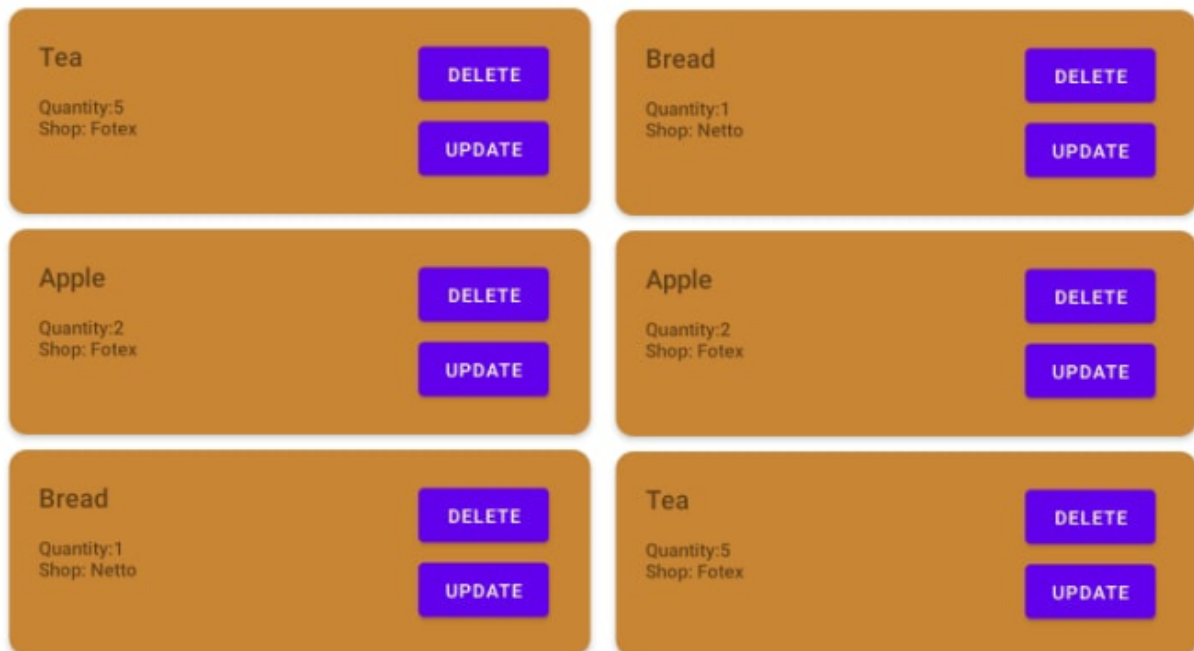 Tea
DELETE
Quantity:5
Shop: Fotex
UPDATE
Apple
DELETE
Quantity:2
Shop: Fotex
UPDATE
Bread
DELETE
Quantity:1
Shop: Netto
UPDATE
Bread
DELETE
Quantity:1
Shop: Netto
UPDATE
Apple
DELETE
Quantity:2
Shop: Fotex
UPDATE
Tea
DELETE
Quantity:5
Shop: Fotex
UPDATE